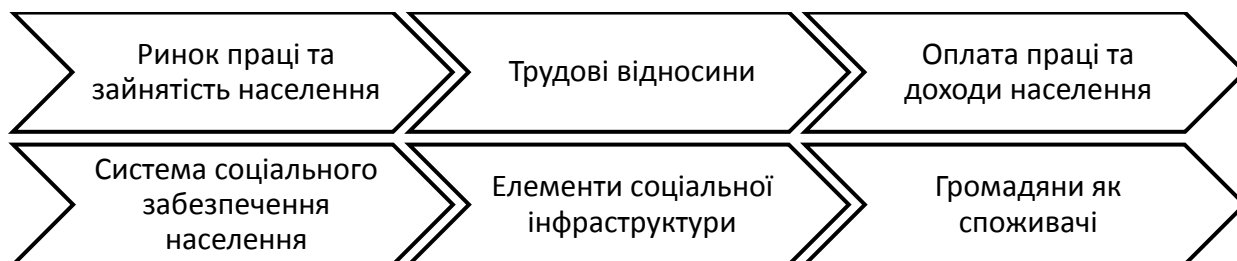 Ринок праці та
зайнятість населення
Трудові відносини
Оплата праці та
доходи населення
Система соціального
забезпечення
населення
Елементи соціальної
інфраструктури
Громадяни як
споживачі